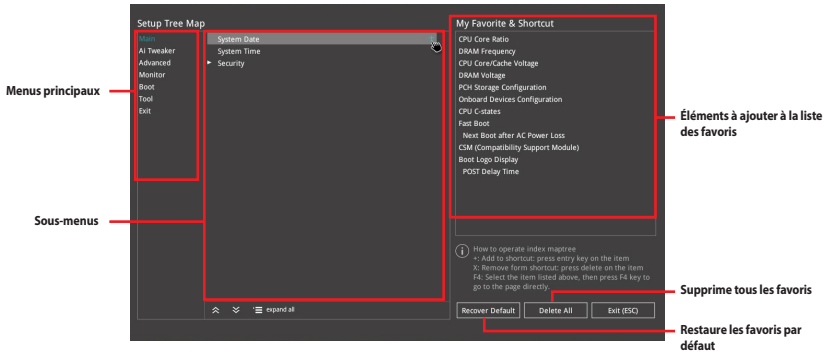 Setup Tree Map
Main
Ai Tweaker
Advanced
Monitor
Boot
Tool
Exit
System Date
System Time
Security
expand all
My Favorite & Shortcut
CPU Core Ratio
DRAM Frequency
CPU Core/Cache Voltage
DRAM Voltage
PCH Storage Configuration
Onboard Devices Configuration
CPU C-states
Fast Boot
Next Boot after AC Power Loss
CSM (Compatibility Support Module)
Boot Logo Display
POST Delay Time
How to operate index maptree
+: Add to shortcut: press entry key on the item
X: Remove form shortcut: press delete on the item
F4: Select the item listed above, then press F4 key to
go to the page directly.
Recover Default
Delete All
Exit (ESC)
Menus principaux
Sous-menus
Éléments à ajouter à la liste
des favoris
Supprime tous les favoris
Restaure les favoris par
défaut